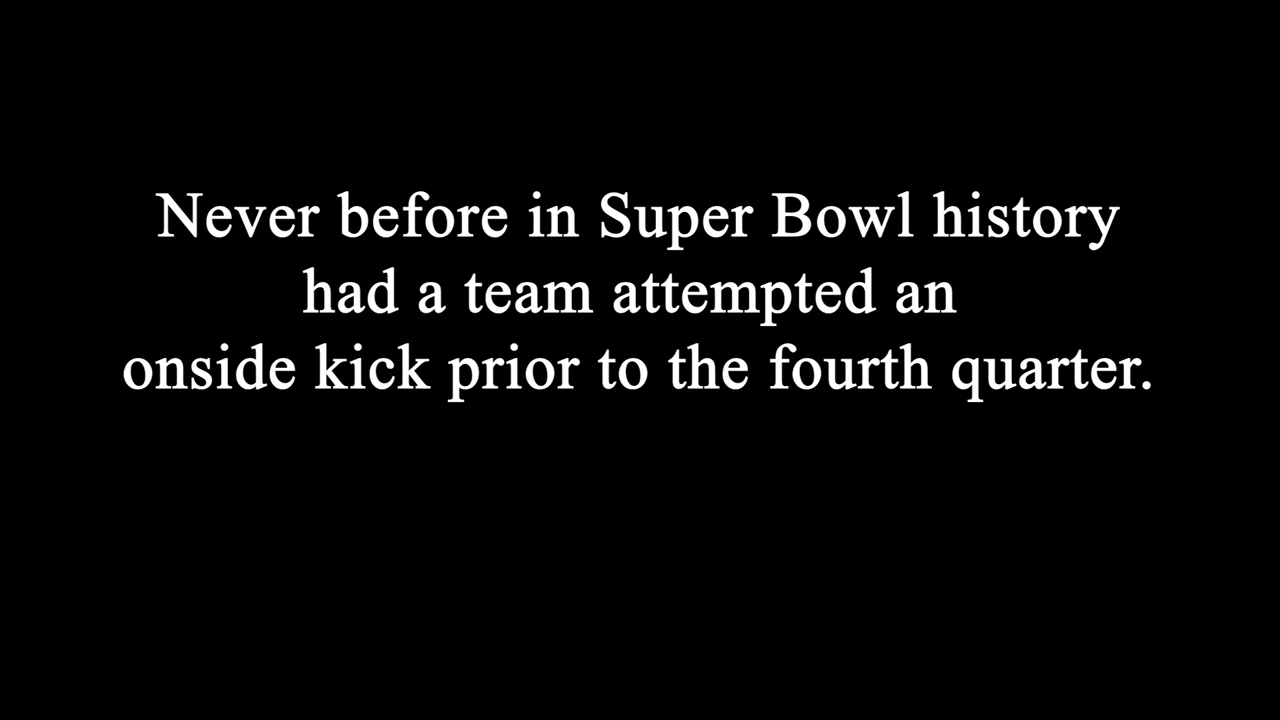 Never before in Super Bowl history
had a team attempted an
onside kick prior to the fourth quarter.